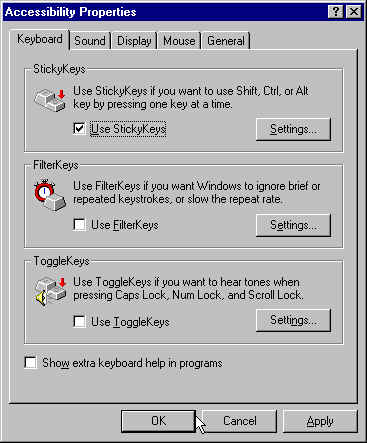 Accessibility Properties
Keyboard Sound Display Mouse General
StickyKeys
Use StickyKeys if you want to use Shift, Ctrl, or Alt
key by pressing one key at a time.
Use StickyKeys Settings...
FilterKeys
Use FilterKeys if you want Windows to ignore brief or
repeated keystrokes, or slow the repeat rate.
Use FilterKeys Settings...
ToggleKeys
Use ToggleKeys if you want to hear tones when
pressing Caps Lock, Num Lock, and Scroll Lock.
Use ToggleKeys Settings...
Show extra keyboard help in programs
OK Cancel Apply